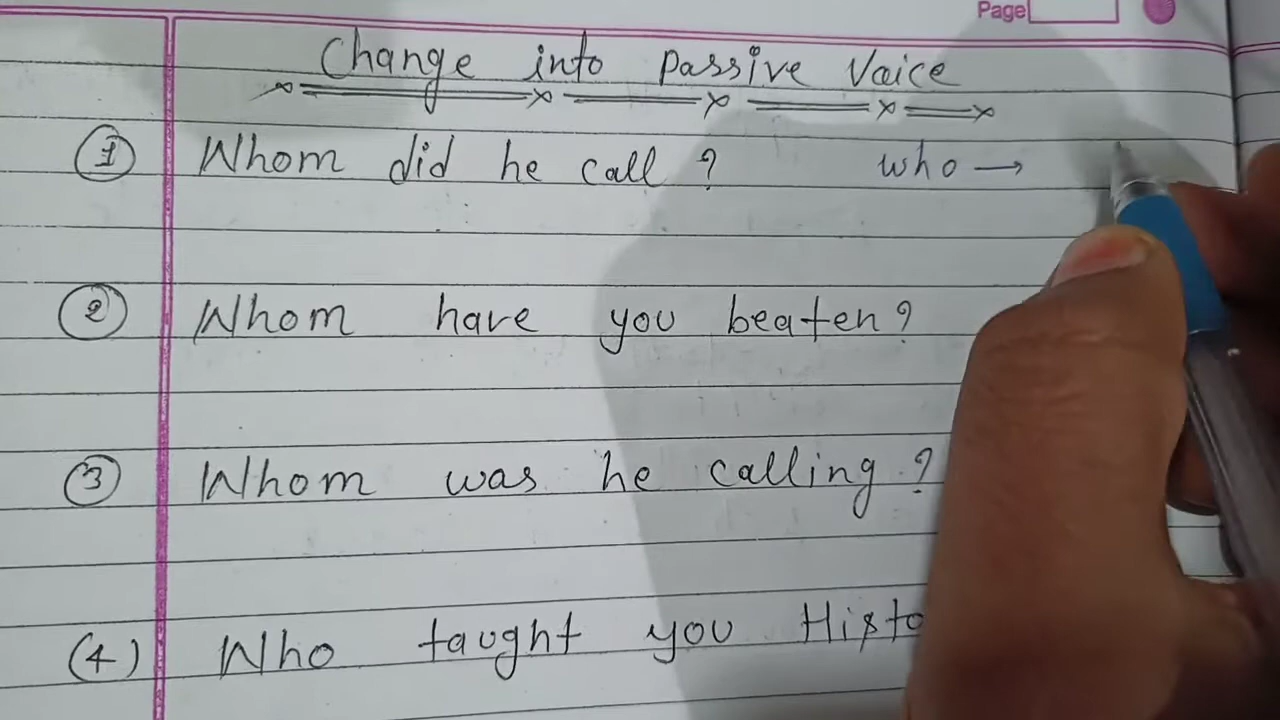 Page
Change into Passive Vaice
1 Whom did he call ? who →
2 Whom have you beaten?
3 Whom was he calling ?
(4) Who taught you